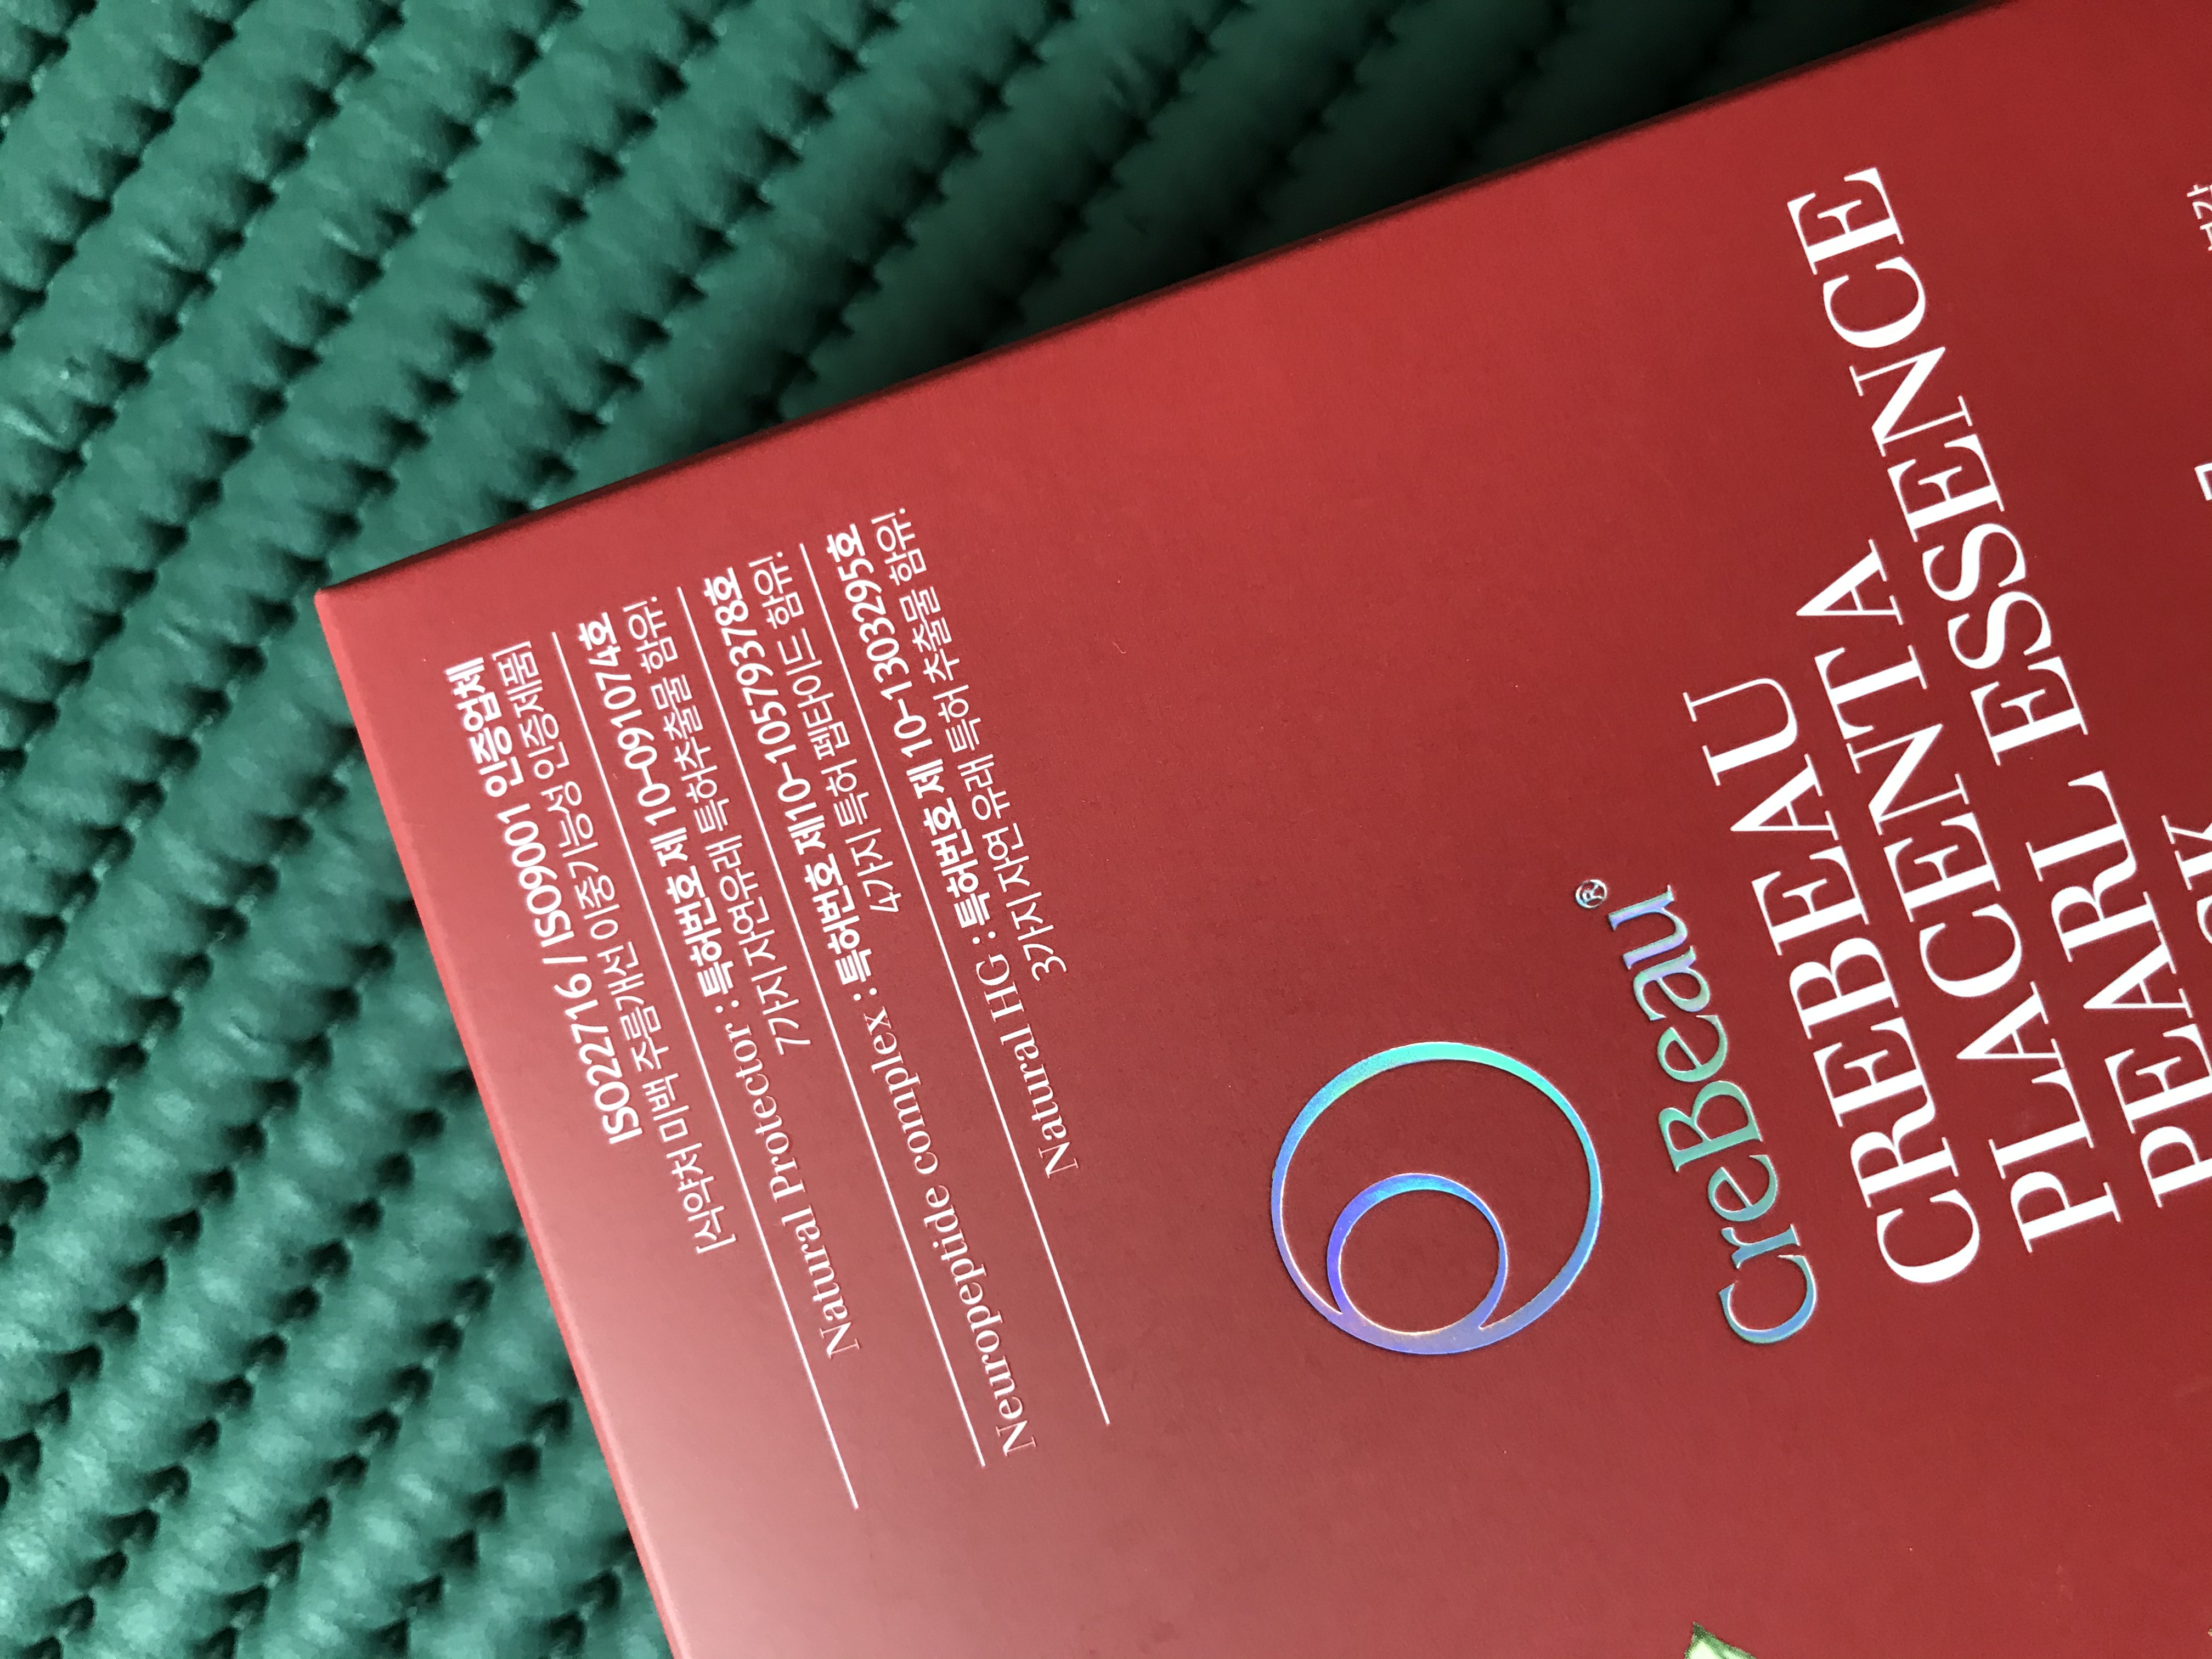 ISO22716 / ISO9001 인증업체
[식약처 미백 주름개선 이중기능성 인증제품]
Natural Protector : 특허번호 제 10-091074호
7가지 자연유래 특허추출물 함유!
Neuropeptide complex : 특허번호 제10-10579378호
4가지 특허 펩타이드 함유!
Natural HG : 특허번호 제 10-1303295호
3가지 자연 유래 특허 추출물 함유!
CreBeau®
CREBEAU
PLACENTA
PEARL ESSENCE